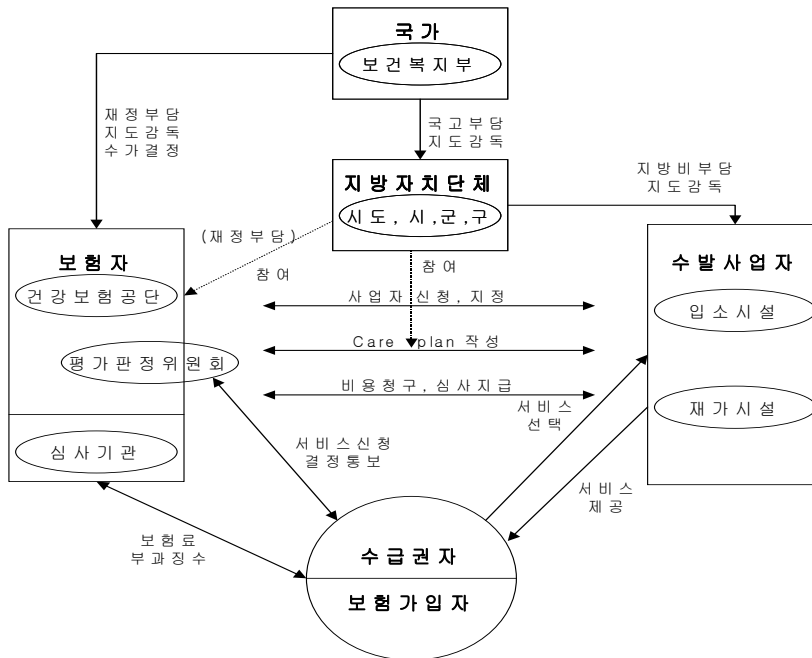 국가
보건복지부
재정부담
지도감독
수가결정
국고부담
지도감독
지방자치단체
시도, 시,군,구
지방비부담
지도감독
(재정부담)
참여
참여
보험자
건강보험공단
평가판정위원회
심사기관
수발사업자
입소시설
재가시설
사업자 신청, 지정
Care plan 작성
비용청구, 심사지급
서비스
선택
서비스신청
결정통보
서비스
제공
보험료
부과징수
수급권자
보험가입자